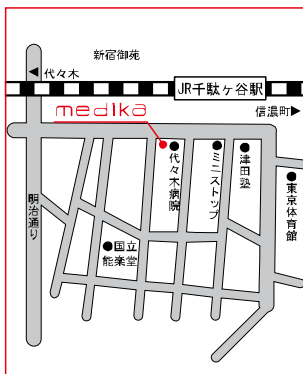 新宿御苑
代々木
JR千駄ヶ谷駅
信濃町
medika
代々木病院
ミニストップ
津田塾
東京体育館
明治通り
国立
能楽堂